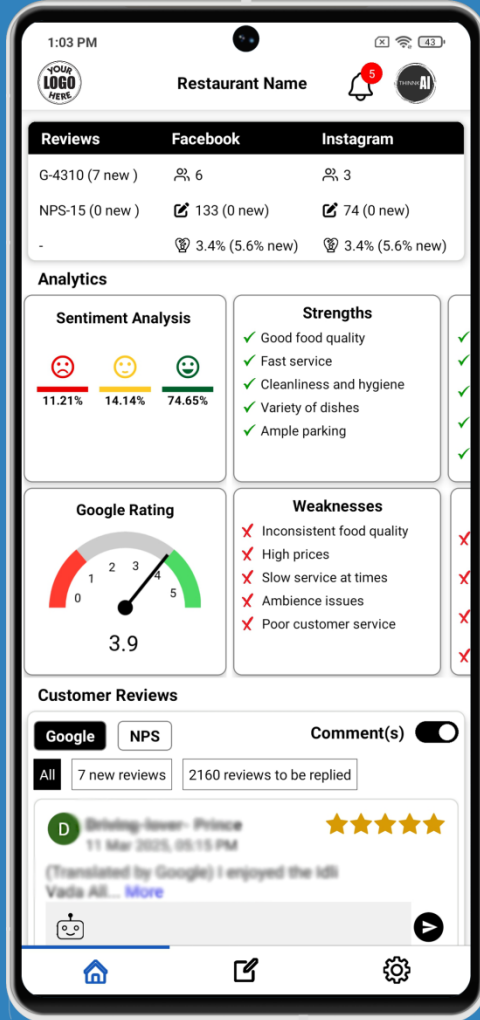 1:03 PM
43
YOUR
LOGO
HERE
Restaurant Name
5
THINNK AI
Reviews Facebook Instagram
G-4310 (7 new ) 6 3
NPS-15 (0 new ) 133 (0 new) 74 (0 new)
- 3.4% (5.6% new) 3.4% (5.6% new)
Analytics
Sentiment Analysis
11.21% 14.14% 74.65%
Strengths
Good food quality
Fast service
Cleanliness and hygiene
Variety of dishes
Ample parking
Google Rating
0 1 2 3 4 5
3.9
Weaknesses
Inconsistent food quality
High prices
Slow service at times
Ambience issues
Poor customer service
Customer Reviews
Google NPS Comment(s)
All 7 new reviews 2160 reviews to be replied
D Driving-lover- Prince
11 Mar 2025, 05:15 PM
(Translated by Google) I enjoyed the Idli
Vada All... More